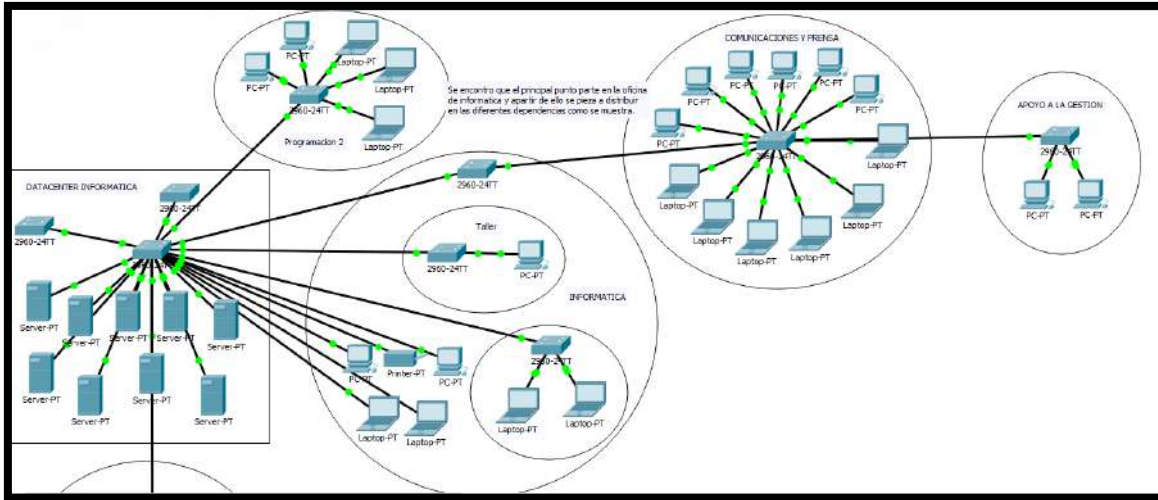 PC-PT
Laptop-PT
PC-PT
Laptop-PT
2960-24TT
Laptop-PT
Programacion 2
Se encontro que el principal punto parte en la oficina
de informatica y apartir de ello se pieza a distribuir
en las diferentes dependencias como se muestra.
COMUNICACIONES Y PRENSA
PC-PT
PC-PT
PC-PT
PC-PT
PC-PT
PC-PT
2960-24TT
Laptop-PT
Laptop-PT
Laptop-PT
Laptop-PT
Laptop-PT
Laptop-PT
APOYO A LA GESTION
2960-24TT
PC-PT
PC-PT
DATACENTER INFORMATICA
2960-24TT
2960-24TT
2960-24TT
Server-PT
Server-PT
Server-PT
Server-PT
Server-PT
Server-PT
Server-PT
Server-PT
Server-PT
2960-24TT
Taller
2960-24TT
PC-PT
INFORMATICA
PC-PT
Printer-PT
PC-PT
Laptop-PT
Laptop-PT
2960-24TT
Laptop-PT
Laptop-PT